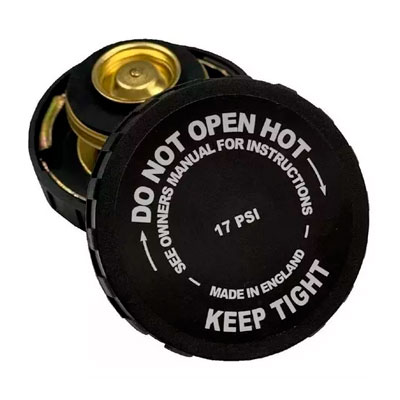 DO NOT OPEN HOT
SEE OWNERS MANUAL FOR INSTRUCTIONS
17 PSI
MADE IN ENGLAND
KEEP TIGHT